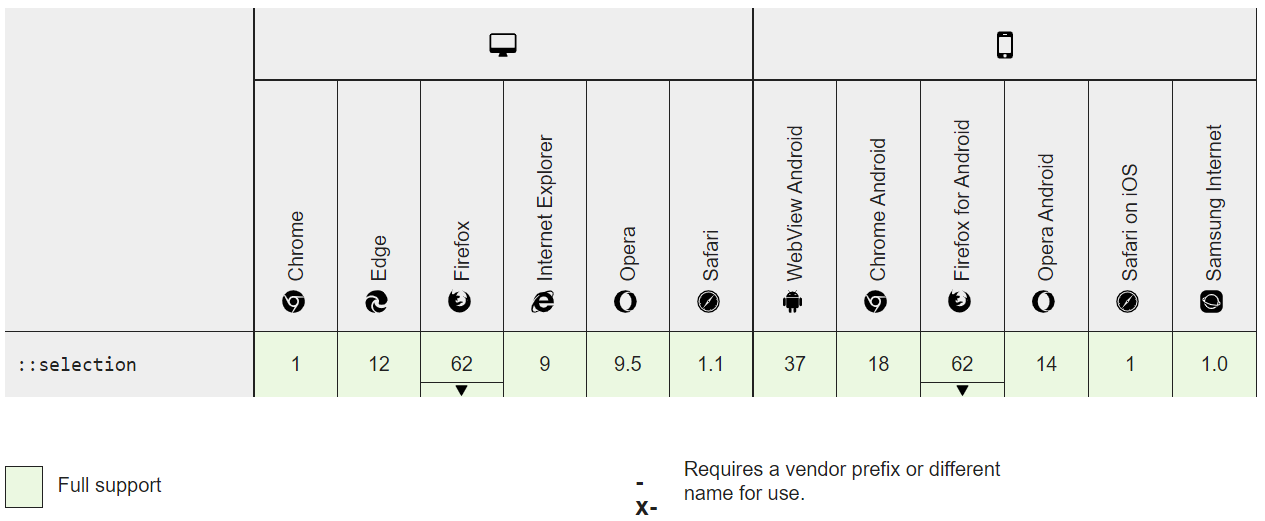 Chrome
Edge
Firefox
Internet Explorer
Opera
Safari
WebView Android
Chrome Android
Firefox for Android
Opera Android
Safari on iOS
Samsung Internet
::selection 1 12 62 9 9.5 1.1 37 18 62 14 1 1.0
Full support
-
x-
Requires a vendor prefix or different
name for use.